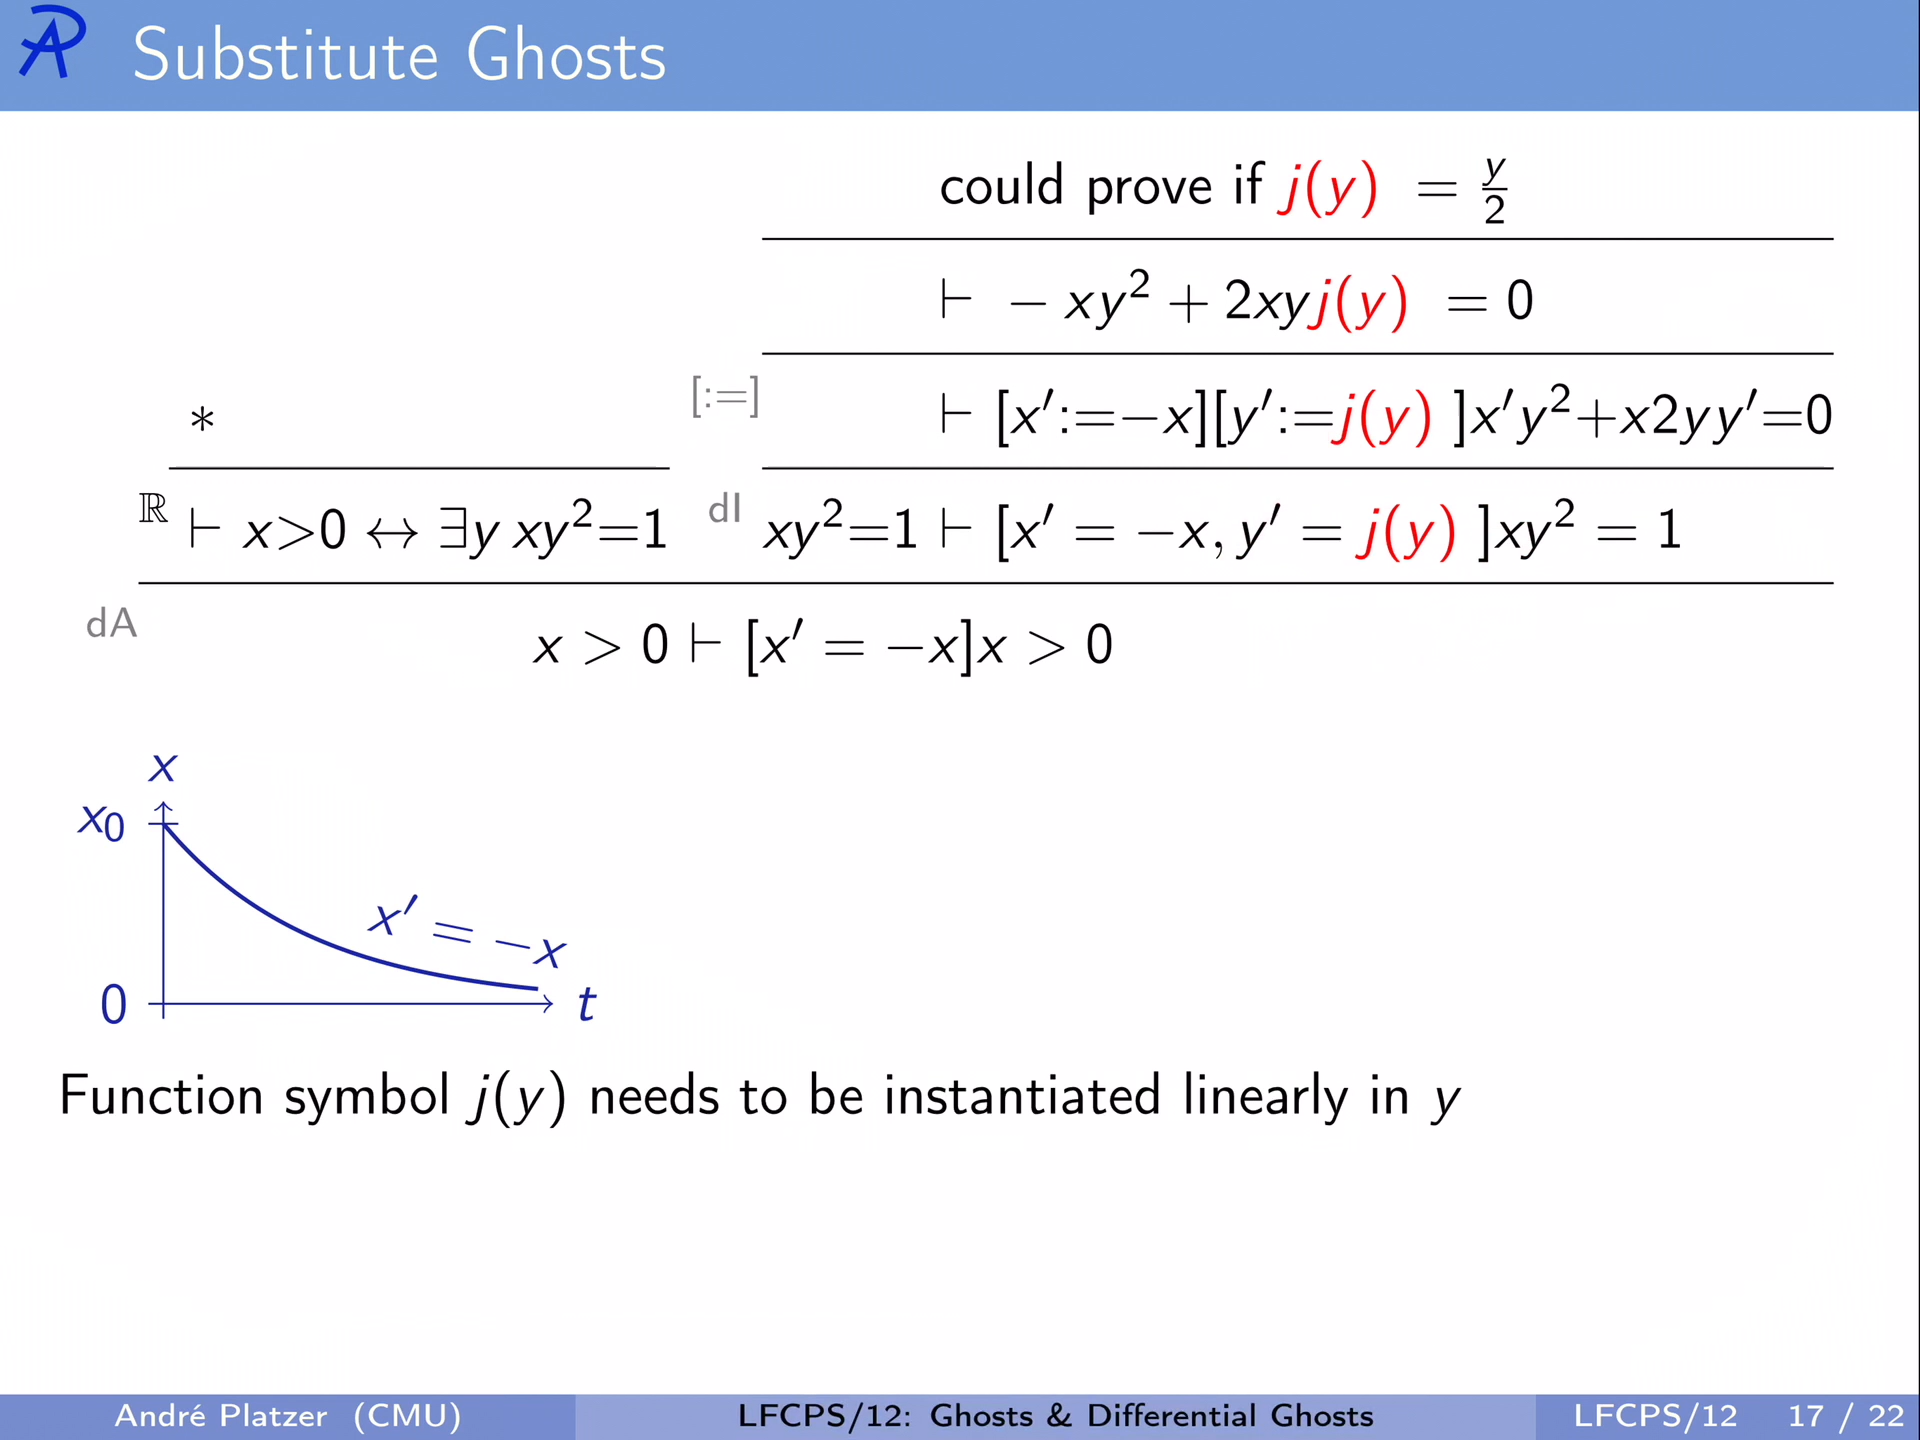 Substitute Ghosts
could prove if j(y) = y/2
⊢ −xy² + 2xyj(y) = 0
[:=] ⊢ [x′:=−x][y′:=j(y) ]x′y²+x2yy′=0
*
ℝ ⊢ x>0 ↔ ∃y xy²=1 dI xy²=1 ⊢ [x′ = −x, y′ = j(y) ]xy² = 1
dA x > 0 ⊢ [x′ = −x]x > 0
x
x₀
x′ = −x
0
t
Function symbol j(y) needs to be instantiated linearly in y
André Platzer (CMU) LFCPS/12: Ghosts & Differential Ghosts LFCPS/12 17 / 22